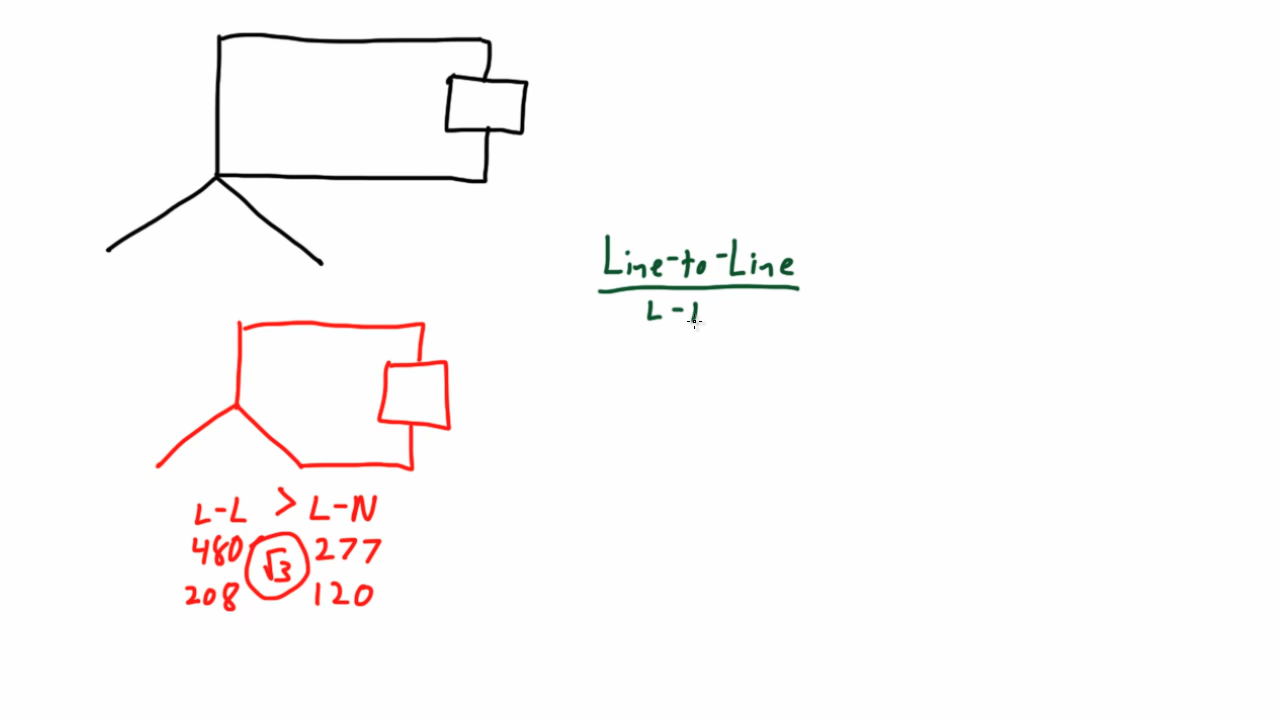 Line-to-Line
L-L
L-L > L-N
480 √3 277
208 120